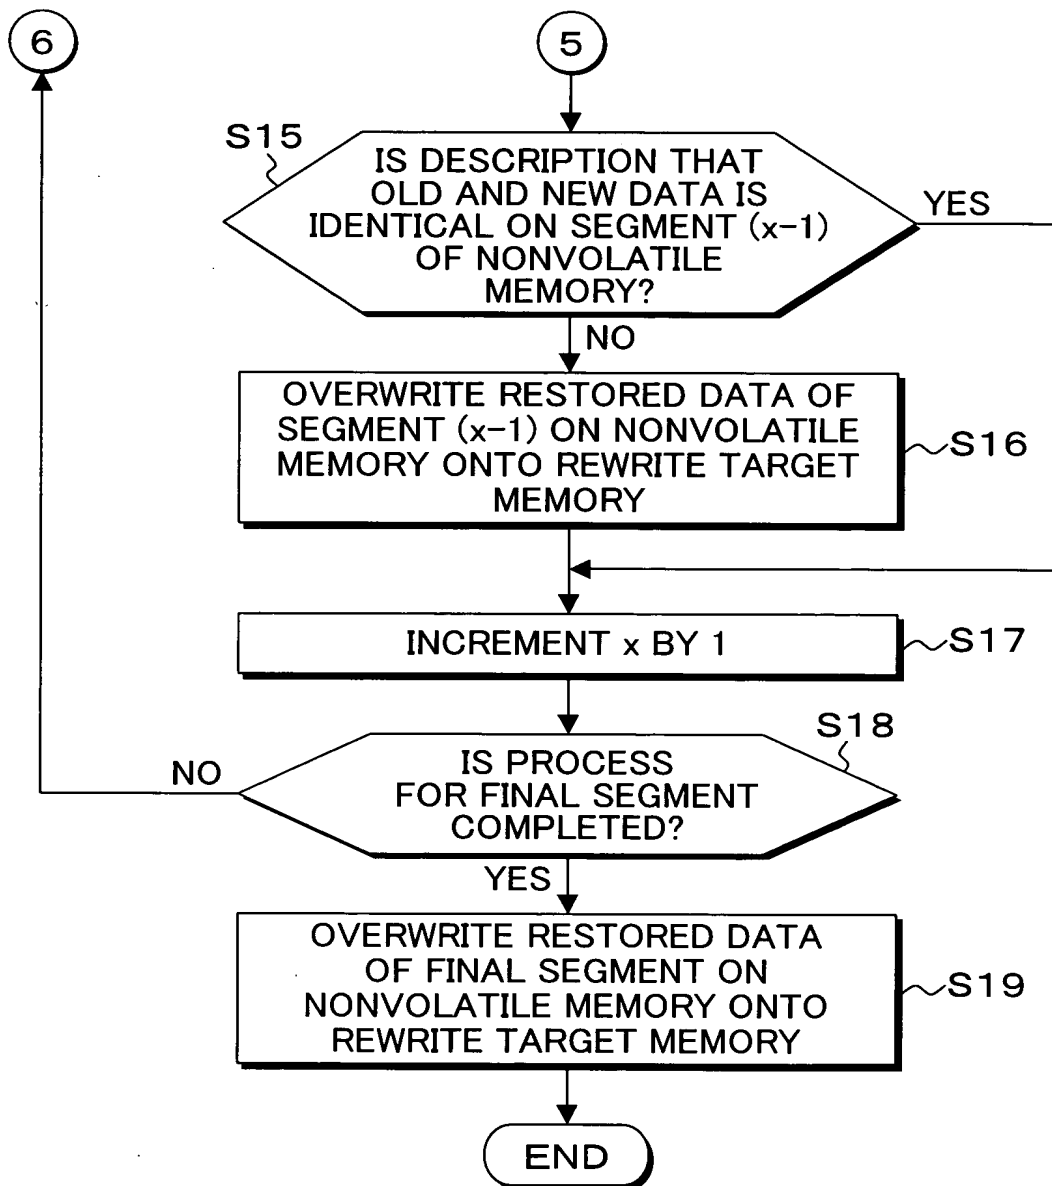 6
5
S15
IS DESCRIPTION THAT
OLD AND NEW DATA IS
IDENTICAL ON SEGMENT (x-1)
OF NONVOLATILE
MEMORY?
YES
NO
OVERWRITE RESTORED DATA OF
SEGMENT (x-1) ON NONVOLATILE
MEMORY ONTO REWRITE TARGET
MEMORY
S16
INCREMENT x BY 1
S17
S18
IS PROCESS
FOR FINAL SEGMENT
COMPLETED?
NO
YES
OVERWRITE RESTORED DATA
OF FINAL SEGMENT ON
NONVOLATILE MEMORY ONTO
REWRITE TARGET MEMORY
S19
END